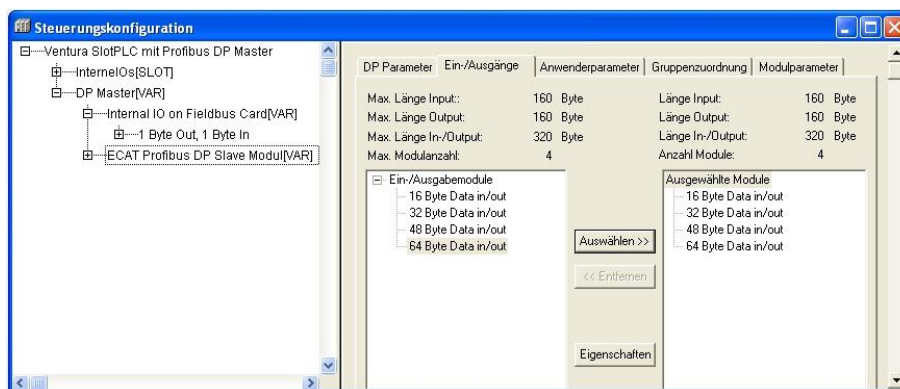 Steuerungskonfiguration
Ventura SlotPLC mit Profibus DP Master
InterneIOs[SLOT]
DP Master[VAR]
Internal IO on Fieldbus Card[VAR]
1 Byte Out, 1 Byte In
ECAT Profibus DP Slave Modul[VAR]
DP Parameter Ein-/Ausgänge Anwenderparameter Gruppenzuordnung Modulparameter
Max. Länge Input:: 160 Byte Länge Input: 160 Byte
Max. Länge Output: 160 Byte Länge Output: 160 Byte
Max. Länge In-/Output: 320 Byte Länge In-/Output: 320 Byte
Max. Modulanzahl: 4 Anzahl Module: 4
Ein-/Ausgabemodule
16 Byte Data in/out
32 Byte Data in/out
48 Byte Data in/out
64 Byte Data in/out
Auswählen >>
<< Entfernen
Eigenschaften
Ausgewählte Module
16 Byte Data in/out
32 Byte Data in/out
48 Byte Data in/out
64 Byte Data in/out